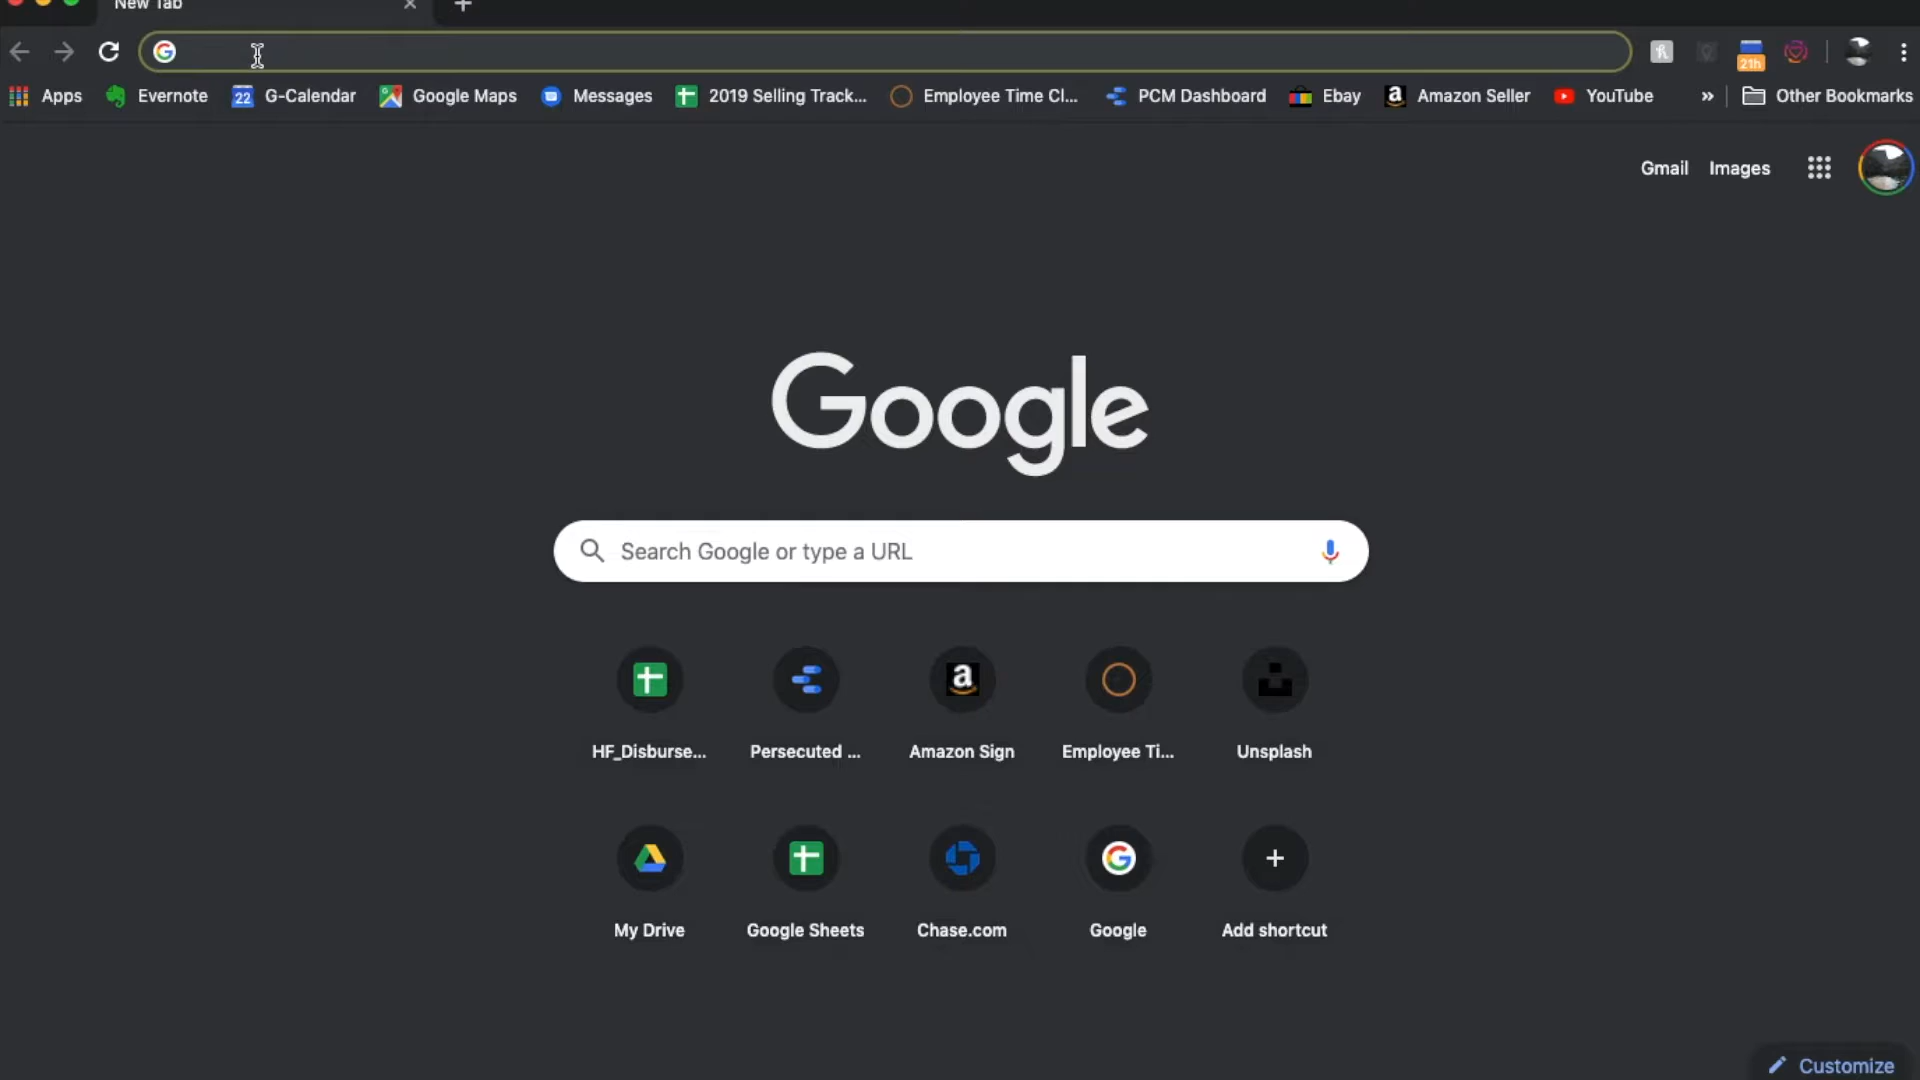 New Tab
21h
Apps
Evernote
22
G-Calendar
Google Maps
Messages
2019 Selling Track...
Employee Time Cl...
PCM Dashboard
Ebay
a
Amazon Seller
YouTube
»
Other Bookmarks
Gmail
Images
Google
Search Google or type a URL
a
HF_Disburse...
Persecuted ...
Amazon Sign
Employee Ti...
Unsplash
My Drive
Google Sheets
Chase.com
Google
Add shortcut
Customize